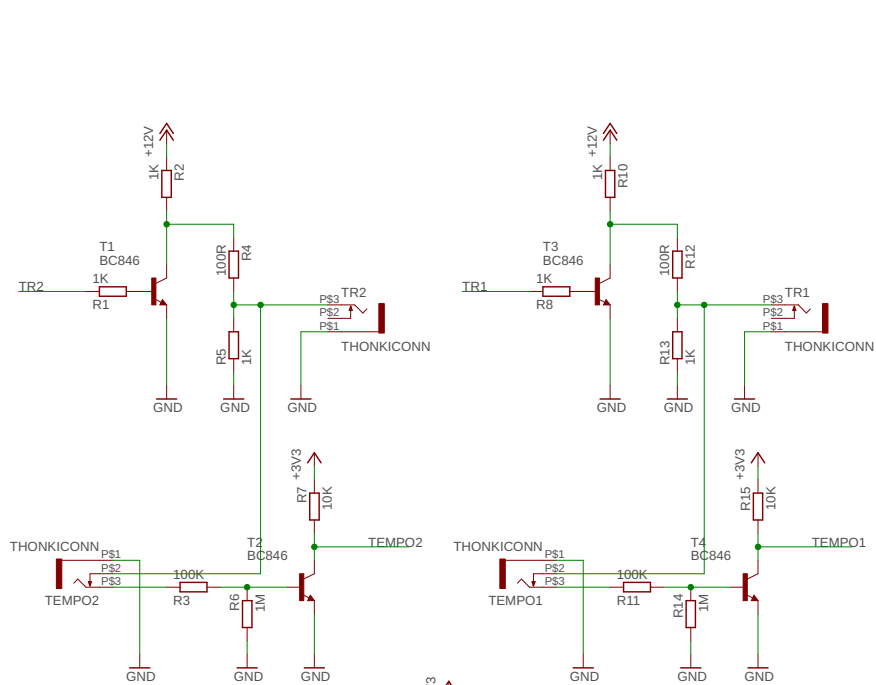 +12V
1K
R2
T1
BC846
TR2
1K
R1
100R
R4
P$3
TR2
P$2
P$1
R5
1K
THONKICONN
GND
GND
GND
+12V
1K
R10
T3
BC846
TR1
1K
R8
100R
R12
P$3
TR1
P$2
P$1
R13
1K
THONKICONN
GND
GND
GND
+3V3
R7
10K
THONKICONN
P$1
P$2
P$3
TEMPO2
100K
R3
R6
1M
T2
BC846
TEMPO2
GND
GND
GND
+3V3
R15
10K
THONKICONN
P$1
P$2
P$3
TEMPO1
100K
R11
R14
1M
T4
BC846
TEMPO1
GND
GND
GND